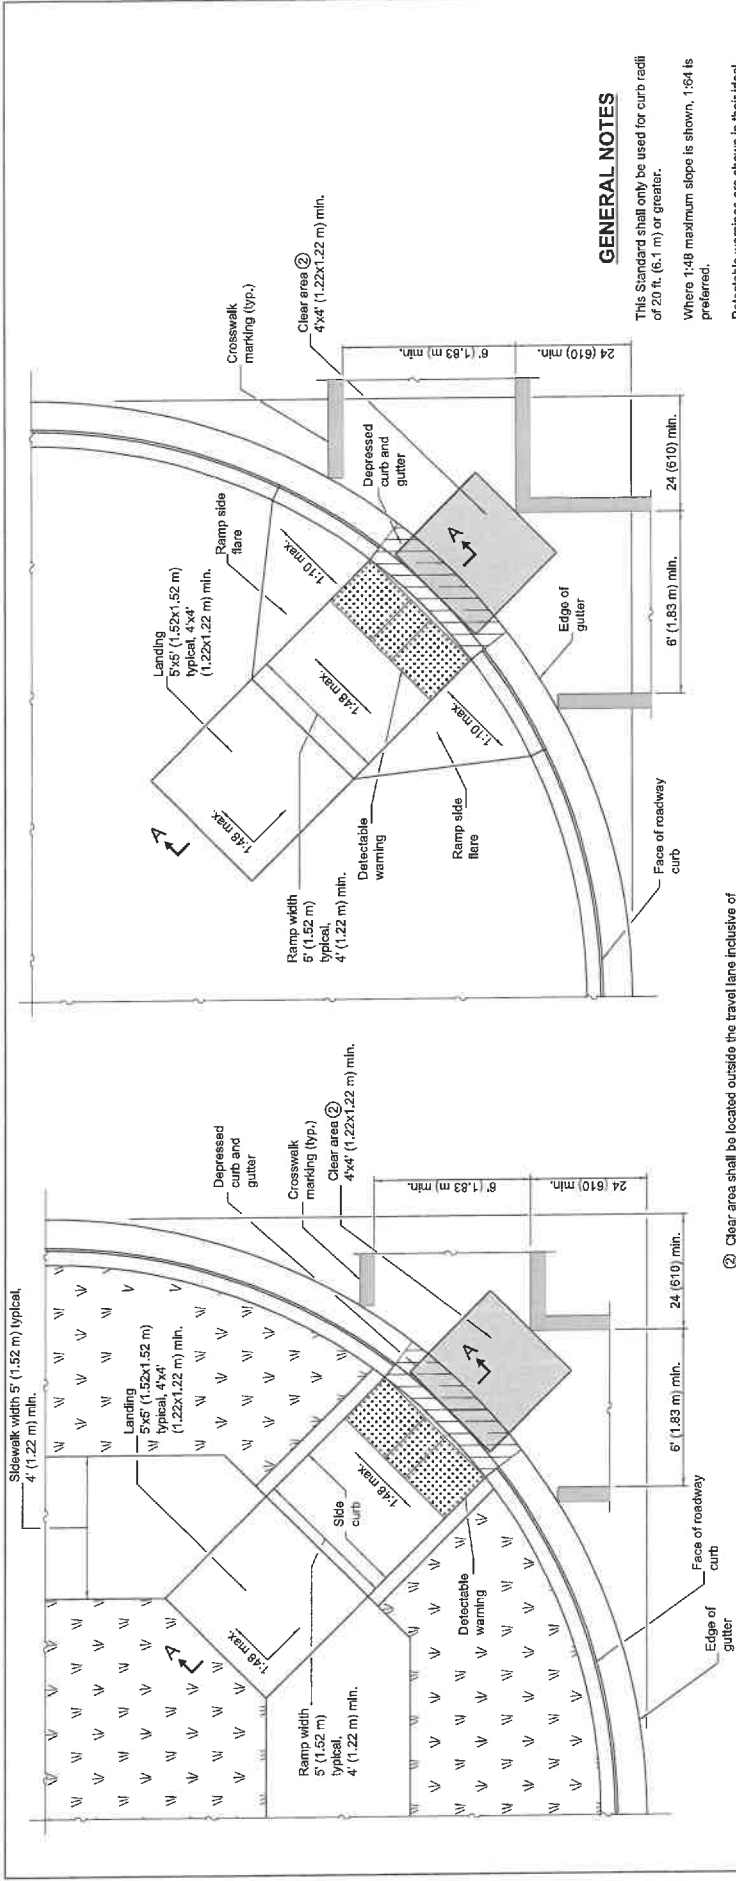 Sidewalk width 5' (1.52 m) typical,
4' (1.22 m) min.
Landing
5'x5' (1.52x1.52 m)
typical, 4'x4'
(1.22x1.22 m) min.
Depressed
curb and
gutter
Crosswalk
marking (typ.)
Clear area ②
4'x4' (1.22x1.22 m) min.
A
1:48 max.
Side
curb
1:48 max.
A
Ramp width
5' (1.52 m)
typical,
4' (1.22 m) min.
Detectable
warning
6' (1.83 m) min.
24 (610) min.
6' (1.83 m) min.
24 (610) min.
Face of roadway
curb
Edge of
gutter
Landing
5'x5' (1.52x1.52 m)
typical, 4'x4'
(1.22x1.22 m) min.
Ramp side
flare
Crosswalk
marking (typ.)
Clear area ②
4'x4' (1.22x1.22 m) min.
Depressed
curb and
gutter
A
1:48 max.
1:10 max.
1:48 max.
1:10 max.
A
Ramp width
5' (1.52 m)
typical,
4' (1.22 m) min.
Detectable
warning
Ramp side
flare
Edge of
gutter
6' (1.83 m) min.
24 (610) min.
6' (1.83 m) min.
24 (610) min.
Face of roadway
curb
② Clear area shall be located outside the travel lane inclusive of
GENERAL NOTES
This Standard shall only be used for curb radii
of 20 ft. (6.1 m) or greater.
Where 1:48 maximum slope is shown, 1:64 is
preferred.
Detectable warnings are shown in their ideal